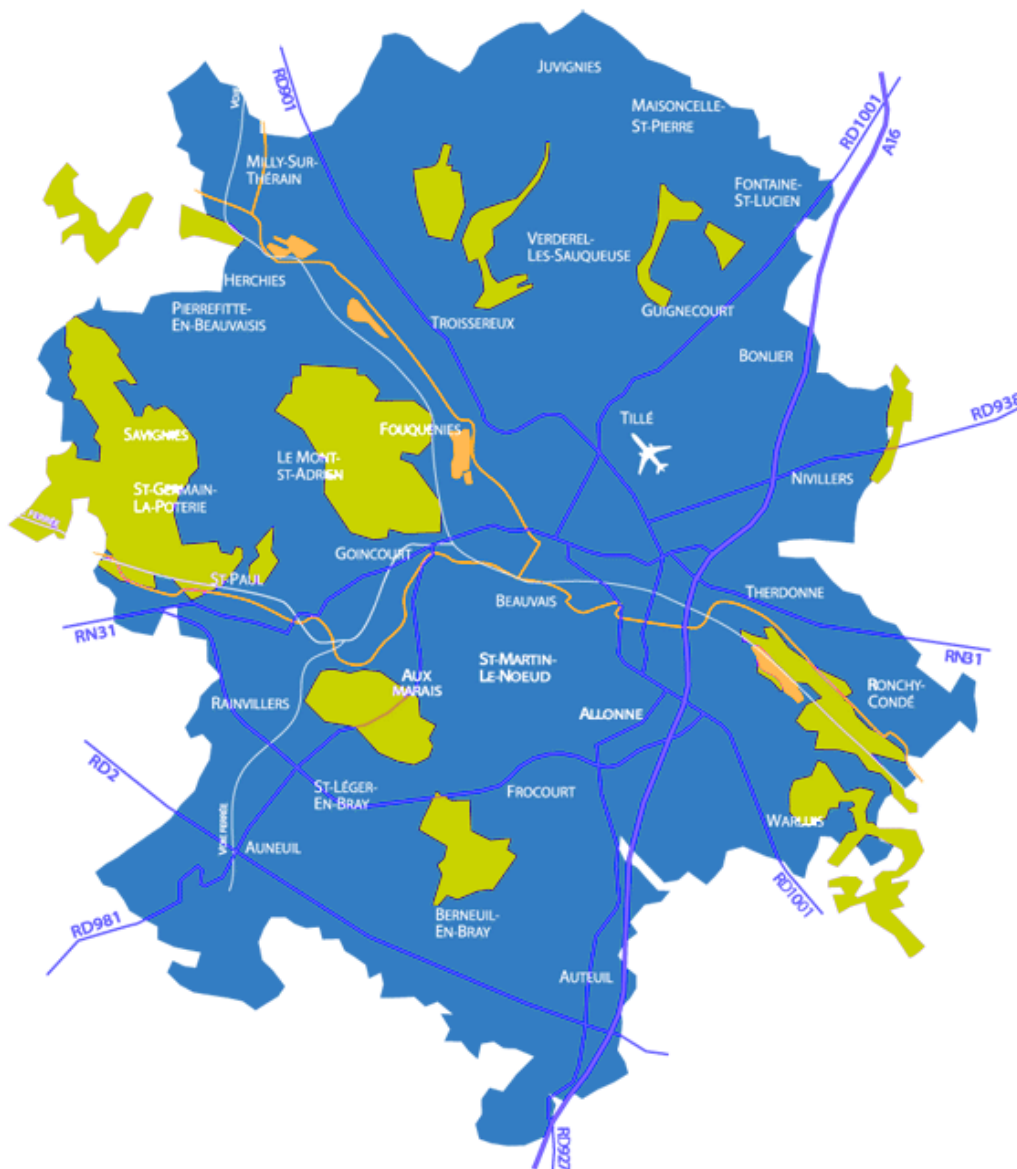 JUVIGNIES
RD901
MAISONCELLE-
ST-PIERRE
RD1001
A16
MILLY-SUR-
THÉRAIN
FONTAINE-
ST-LUCIEN
VERDEREL-
LES-SAUQUEUSE
HERCHIES
PIERREFITTE-
EN-BEAUVAISIS
TROISSEREUX
GUIGNECOURT
BONLIER
RD938
TILLÉ
SAVIGNIES
FOUQUENIES
LE MONT-
ST-ADRIEN
NIVILLERS
ST-GERMAIN-
LA-POTERIE
GOINCOURT
ST-PAUL
BEAUVAIS
THERDONNE
RN31
RN31
ST-MARTIN-
LE-NOEUD
AUX
MARAIS
RONCHY-
CONDÉ
RAINVILLERS
ALLONNE
RD2
ST-LÉGER-
EN-BRAY
FROCOURT
WARLUIS
VOIE FERRÉE
AUNEUIL
RD1001
RD981
BERNEUIL-
EN-BRAY
AUTEUIL
RD927